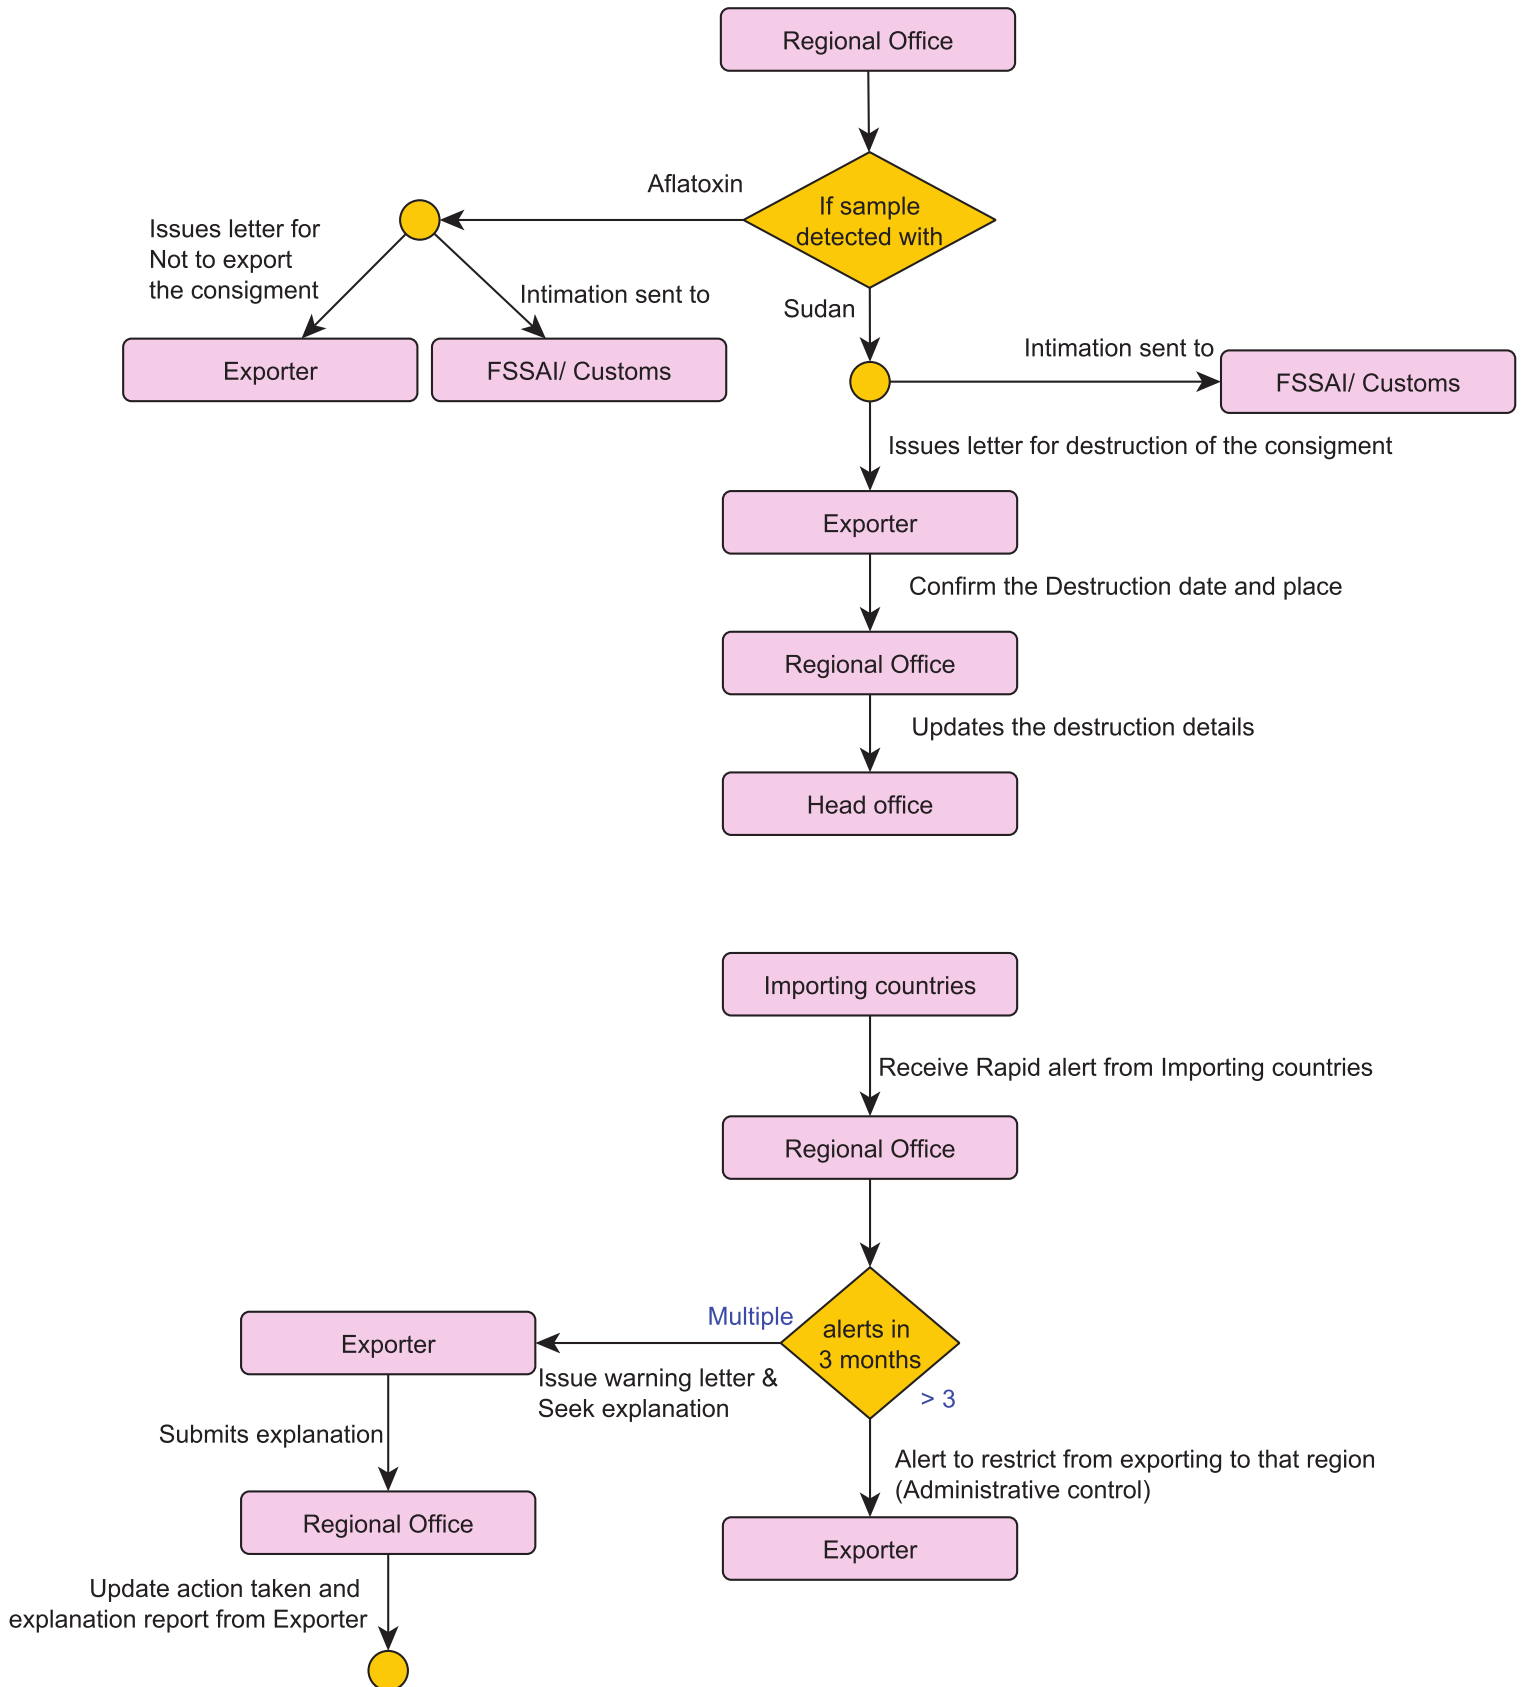 Regional Office
Aflatoxin
If sample
detected with
Issues letter for
Not to export
the consigment
Intimation sent to
Sudan
Exporter
FSSAI/ Customs
Intimation sent to
FSSAI/ Customs
Issues letter for destruction of the consigment
Exporter
Confirm the Destruction date and place
Regional Office
Updates the destruction details
Head office
Importing countries
Receive Rapid alert from Importing countries
Regional Office
Multiple
alerts in
3 months
> 3
Exporter
Issue warning letter &
Seek explanation
Submits explanation
Alert to restrict from exporting to that region
(Administrative control)
Regional Office
Exporter
Update action taken and
explanation report from Exporter